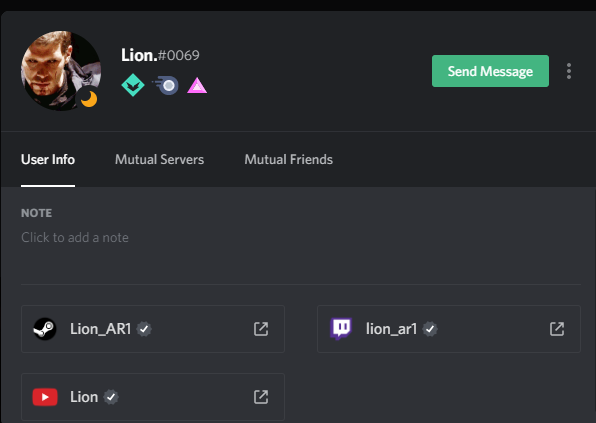 Lion.#0069
Send Message
User Info Mutual Servers Mutual Friends
NOTE
Click to add a note
Lion_AR1 lion_ar1
Lion